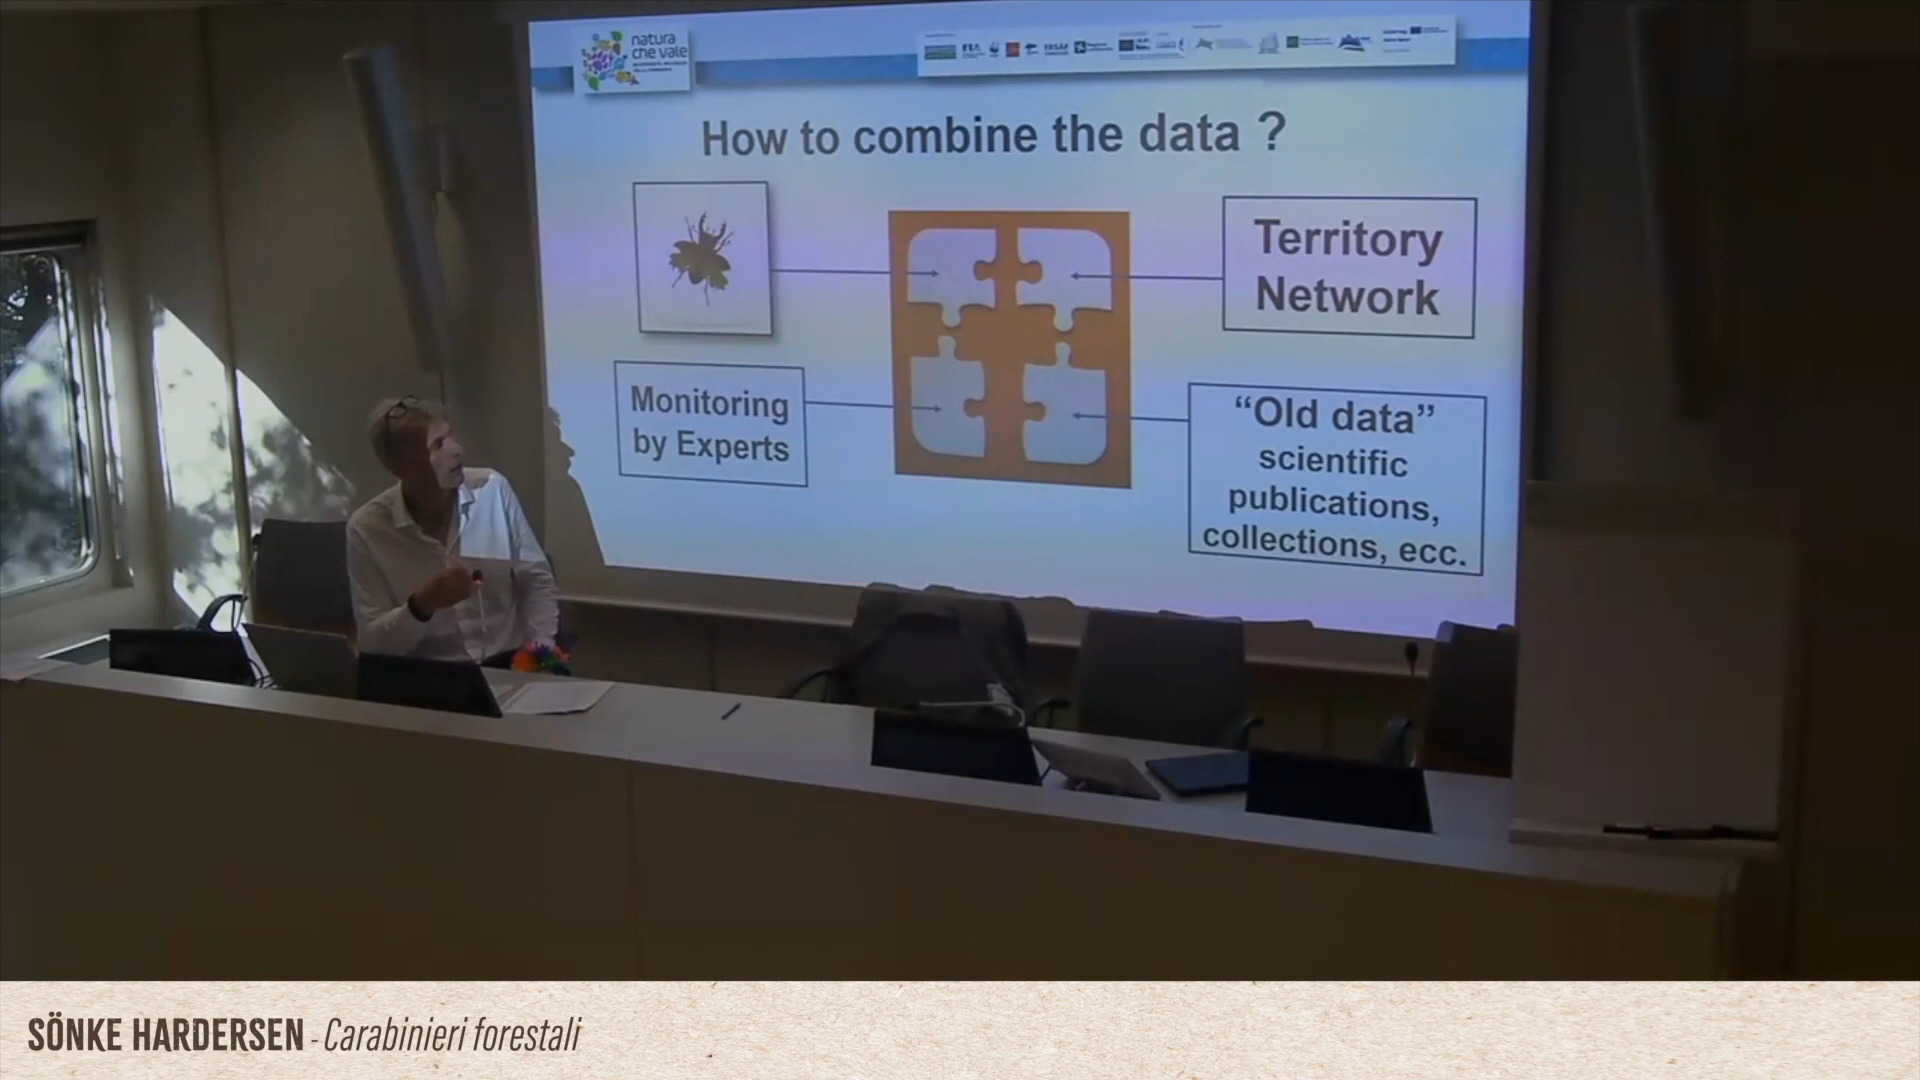 natura
che vale
How to combine the data ?
Territory
Network
Monitoring
by Experts
“Old data”
scientific
publications,
collections, ecc.
SÖNKE HARDERSEN - Carabinieri forestali